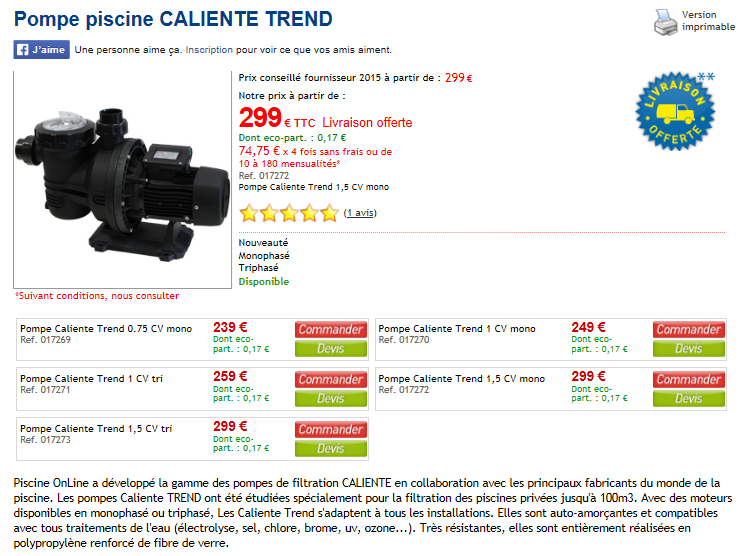 Pompe piscine CALIENTE TREND
Version
imprimable
J'aime Une personne aime ça. Inscription pour voir ce que vos amis aiment.
Prix conseillé fournisseur 2015 à partir de : 299 €
Notre prix à partir de :
299 € TTC Livraison offerte
Dont eco-part. : 0,17 €
74,75 € x 4 fois sans frais ou de
10 à 180 mensualités*
Ref. 017272
Pompe Caliente Trend 1,5 CV mono
(1 avis)
LIVRAISON
OFFERTE
**
Nouveauté
Monophasé
Triphasé
Disponible
*Suivant conditions, nous consulter
Pompe Caliente Trend 0.75 CV mono
Ref. 017269
239 €
Dont eco-
part. : 0,17 €
Commander
Devis
Pompe Caliente Trend 1 CV mono
Ref. 017270
249 €
Dont eco-
part. : 0,17 €
Commander
Devis
Pompe Caliente Trend 1 CV tri
Ref. 017271
259 €
Dont eco-
part. : 0,17 €
Commander
Devis
Pompe Caliente Trend 1,5 CV mono
Ref. 017272
299 €
Dont eco-
part. : 0,17 €
Commander
Devis
Pompe Caliente Trend 1,5 CV tri
Ref. 017273
299 €
Dont eco-
part. : 0,17 €
Commander
Devis
Piscine OnLine a développé la gamme des pompes de filtration CALIENTE en collaboration avec les principaux fabricants du monde de la
piscine. Les pompes Caliente TREND ont été étudiées spécialement pour la filtration des piscines privées jusqu'à 100m3. Avec des moteurs
disponibles en monophasé ou triphasé, Les Caliente Trend s'adaptent à tous les installations. Elles sont auto-amorçantes et compatibles
avec tous traitements de l'eau (électrolyse, sel, chlore, brome, uv, ozone...). Très résistantes, elles sont entièrement réalisées en
polypropylène renforcé de fibre de verre.